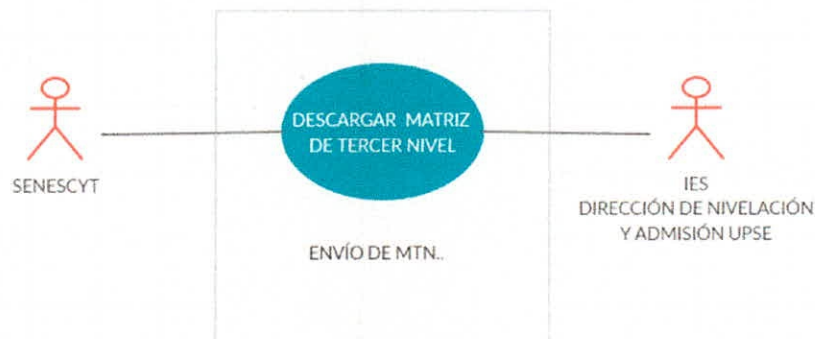 DESCARGAR MATRIZ
DE TERCER NIVEL
SENESCYT
IES
DIRECCIÓN DE NIVELACIÓN
Y ADMISIÓN UPSE
ENVÍO DE MTN..